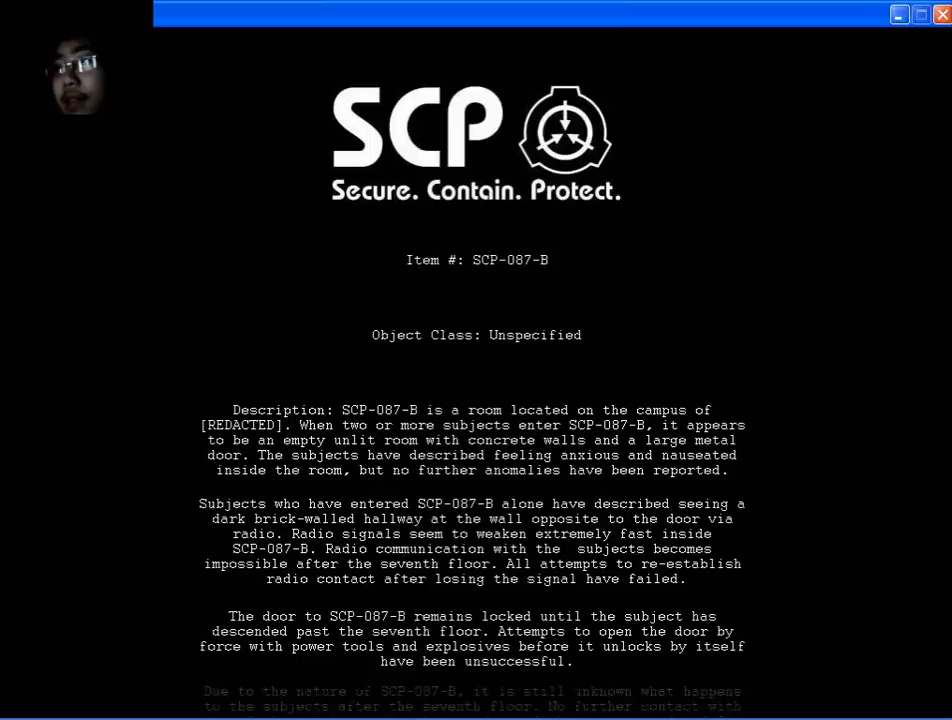 SCP
Secure. Contain. Protect.
Item #: SCP-087-B
Object Class: Unspecified
Description: SCP-087-B is a room located on the campus of
[REDACTED]. When two or more subjects enter SCP-087-B, it appears
to be an empty unlit room with concrete walls and a large metal
door. The subjects have described feeling anxious and nauseated
inside the room, but no further anomalies have been reported.
Subjects who have entered SCP-087-B alone have described seeing a
dark brick-walled hallway at the wall opposite to the door via
radio. Radio signals seem to weaken extremely fast inside
SCP-087-B. Radio communication with the subjects becomes
impossible after the seventh floor. All attempts to re-establish
radio contact after losing the signal have failed.
The door to SCP-087-B remains locked until the subject has
descended past the seventh floor. Attempts to open the door by
force with power tools and explosives before it unlocks by itself
have been unsuccessful.
Due to the nature of SCP-087-B, it is still unknown what happens
to the subjects after the seventh floor. No further contact with